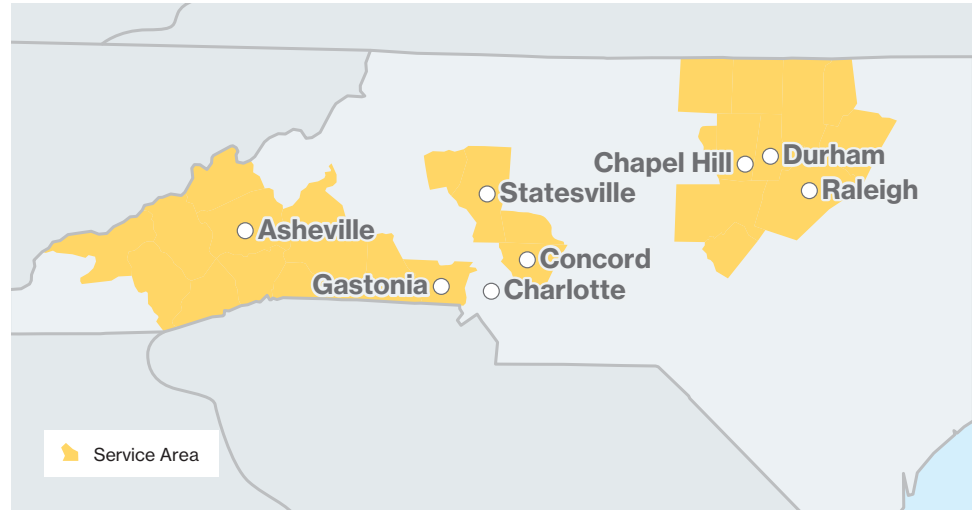 Chapel Hill
Durham
Raleigh
Statesville
Asheville
Concord
Gastonia
Charlotte
Service Area